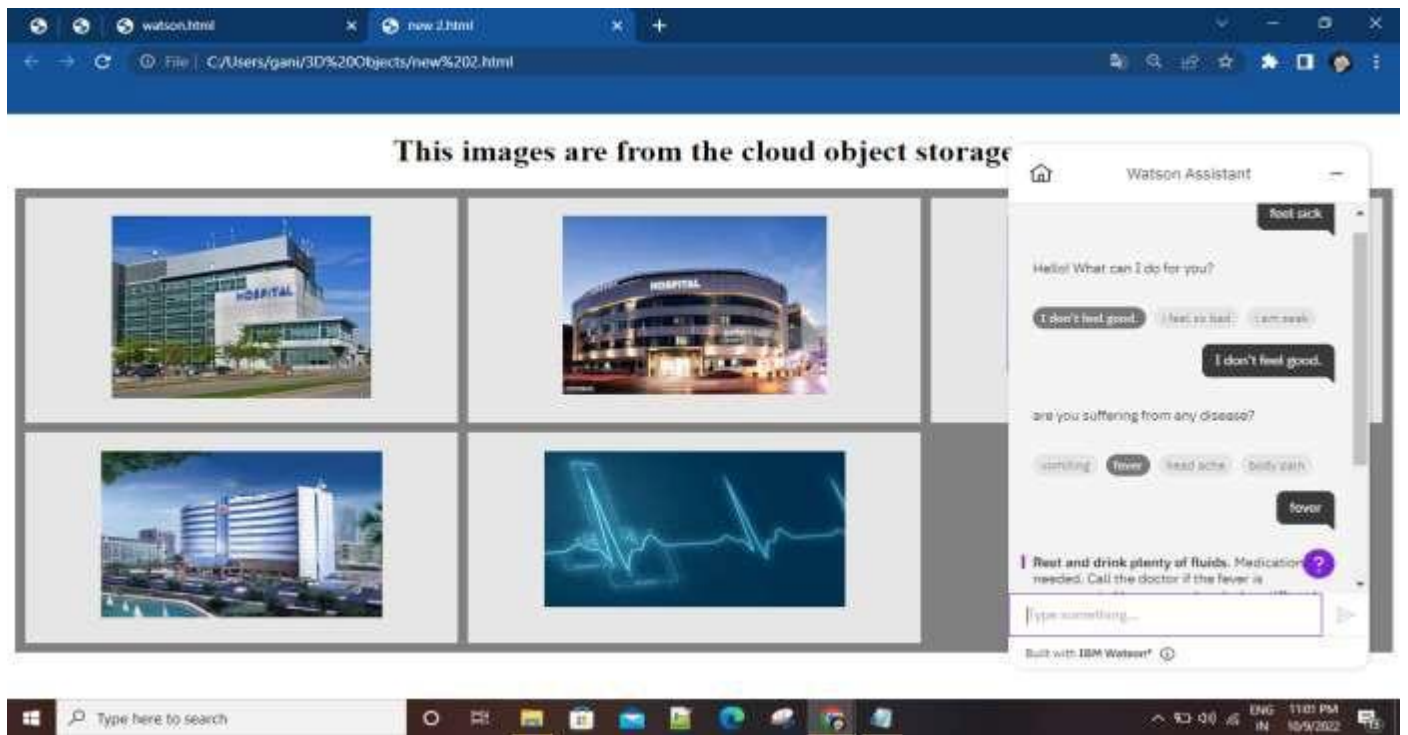 watson.html
new 2.html
File
C:/Users/gani/3D%20Objects/new%202.html
This images are from the cloud object storage
HOSPITAL
HOSPITAL
Watson Assistant
feel sick
Hello! What can I do for you?
I don't feel good. I feel so bad I am weak
I don't feel good.
are you suffering from any disease?
vomiting fever head ache body pain
fever
Rest and drink plenty of fluids. Medication
needed. Call the doctor if the fever is
Type something...
Built with IBM Watson®
Type here to search
ENG
IN
11:01 PM
10/9/2022